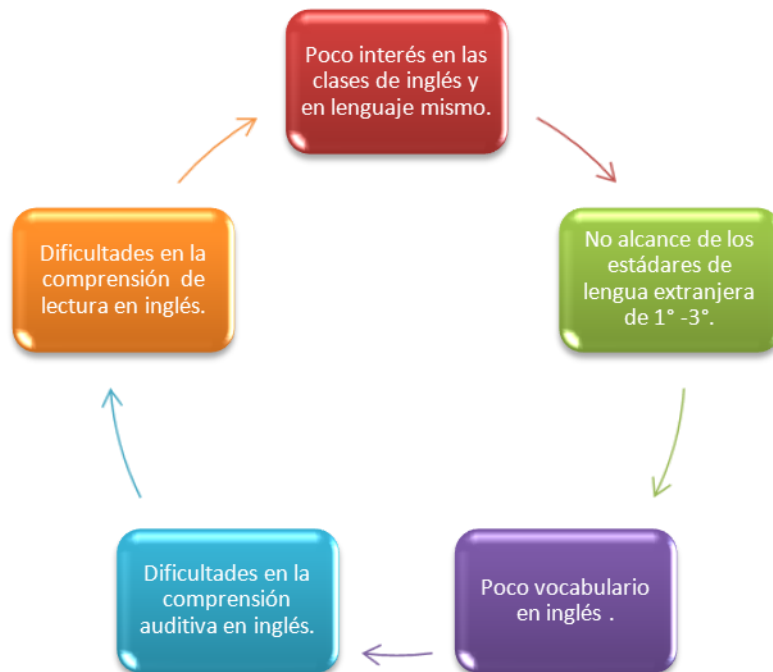 Poco interés en las
clases de inglés y
en lenguaje mismo.
No alcance de los
estádares de
lengua extranjera
de 1° -3°.
Poco vocabulario
en inglés .
Dificultades en la
comprensión
auditiva en inglés.
Dificultades en la
comprensión de
lectura en inglés.